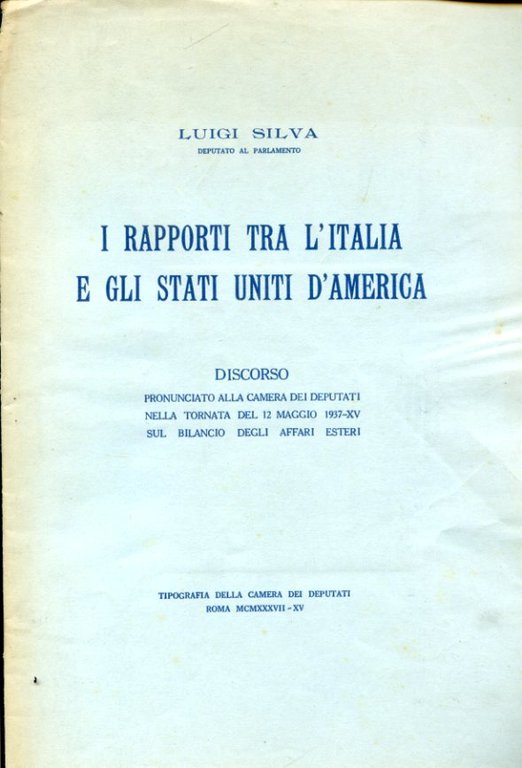 LUIGI SILVA
DEPUTATO AL PARLAMENTO
I RAPPORTI TRA L'ITALIA
E GLI STATI UNITI D'AMERICA
DISCORSO
PRONUNCIATO ALLA CAMERA DEI DEPUTATI
NELLA TORNATA DEL 12 MAGGIO 1937-XV
SUL BILANCIO DEGLI AFFARI ESTERI
TIPOGRAFIA DELLA CAMERA DEI DEPUTATI
ROMA MCMXXXVII-XV